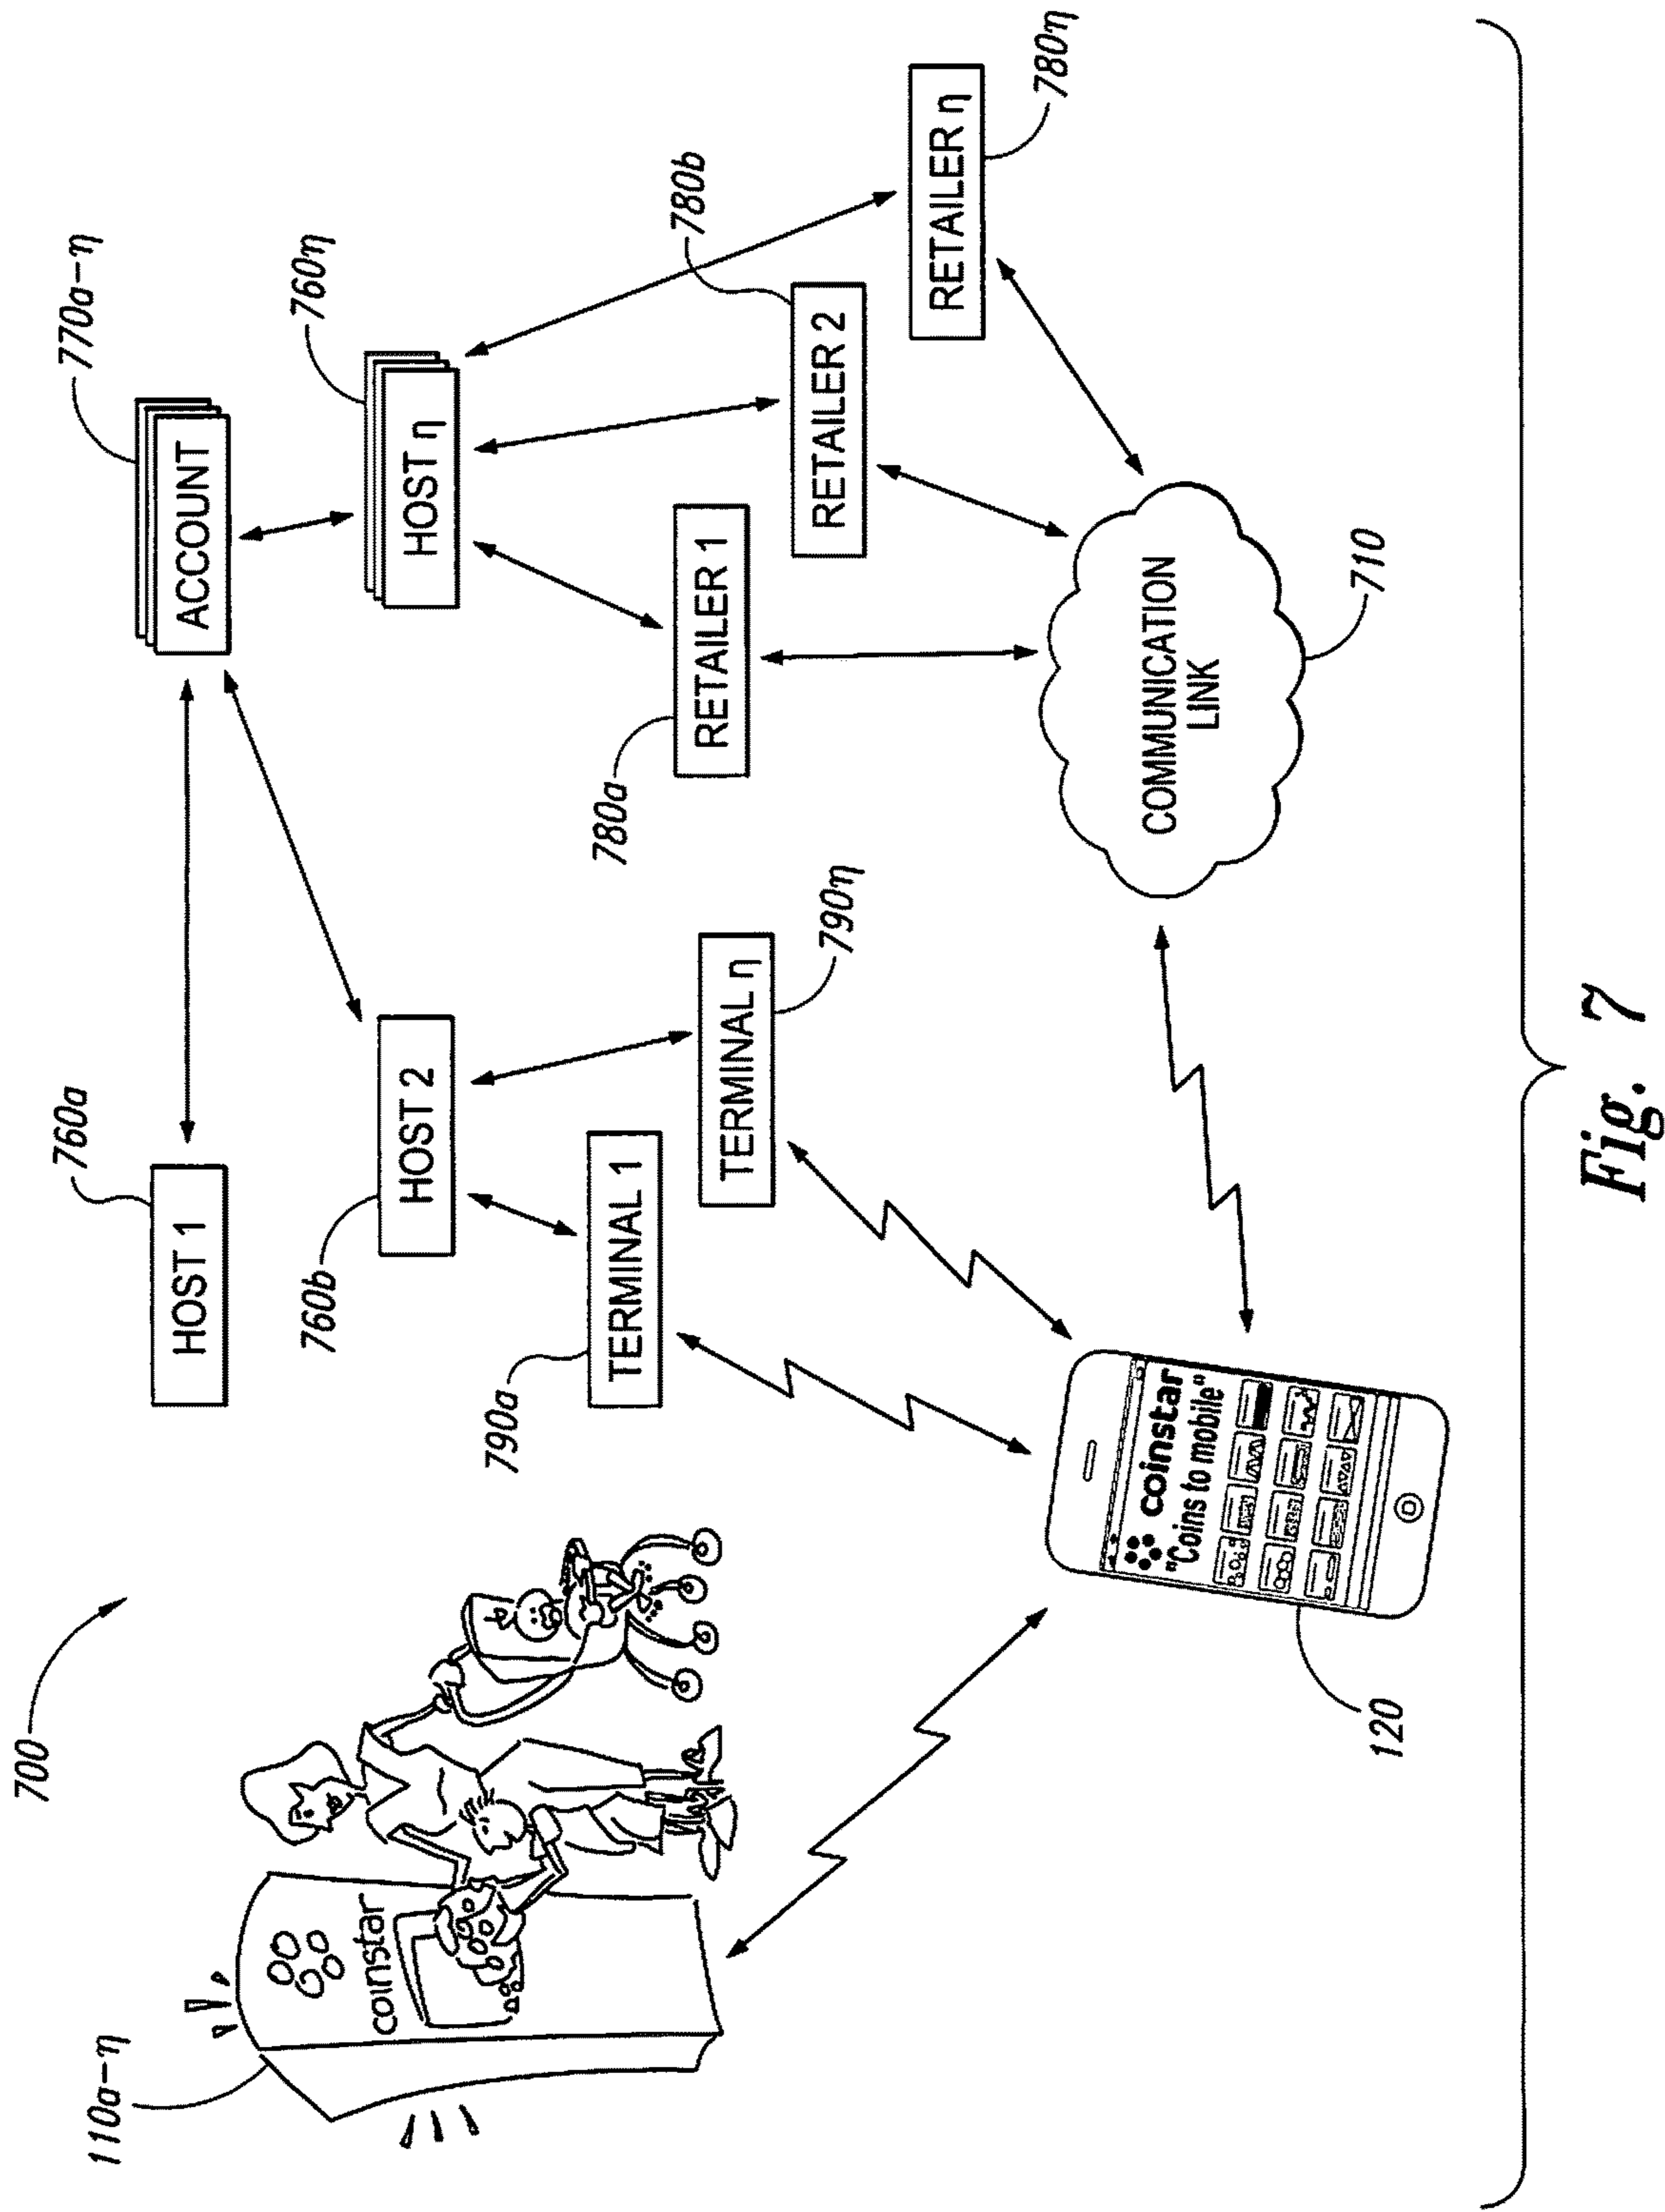 700
110a-η
coinstar
760a
HOST 1
770a-η
ACCOUNT
760b
HOST 2
760η
HOST η
790a
TERMINAL 1
790η
TERMINAL η
780a
RETAILER 1
780b
RETAILER 2
780η
RETAILER η
COMMUNICATION
LINK
710
coinstar
"Coins to mobile"
120
Fig. 7